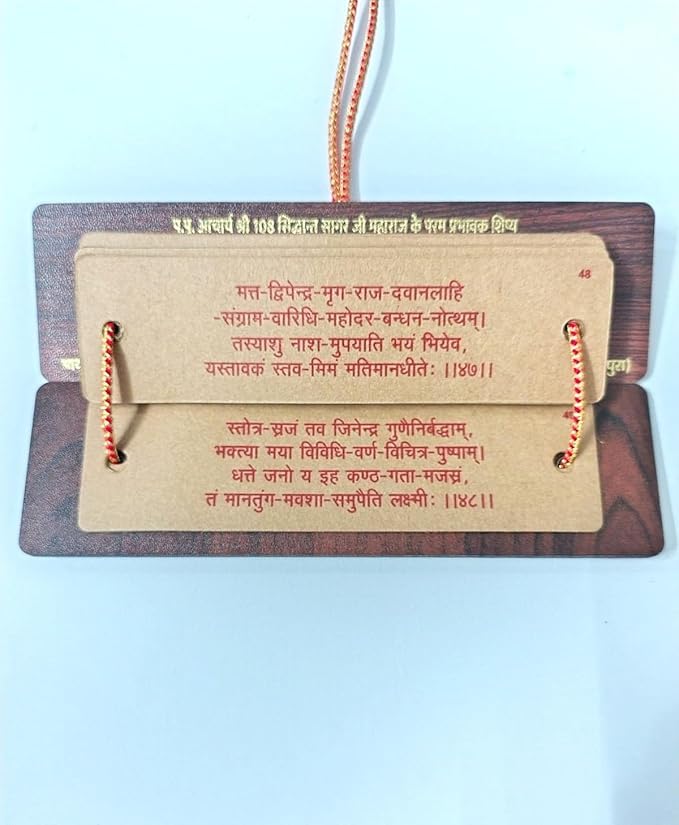 प.पू. आचार्य श्री 108 सिद्धान्त सागर जी महाराज के परम प्रभावक शिष्य
48
मत्त-द्विपेन्द्र-मृग-राज-दवानलाहि
-संग्राम-वारिधि-महोदर-बन्धन-नोत्थम्।
तस्याशु नाश-मुपयाति भयं भियेव,
यस्तावकं स्तव-मिमं मतिमानधीतेः ।।४७।।
स्तोत्र-स्रजं तव जिनेन्द्र गुणैनिर्बद्धाम्,
भक्त्या मया विविधि-वर्ण-विचित्र-पुष्पाम्।
धत्ते जनो य इह कण्ठ-गता-मजस्रं,
तं मानतुंग-मवशा-समुपैति लक्ष्मीः ।।४८।।